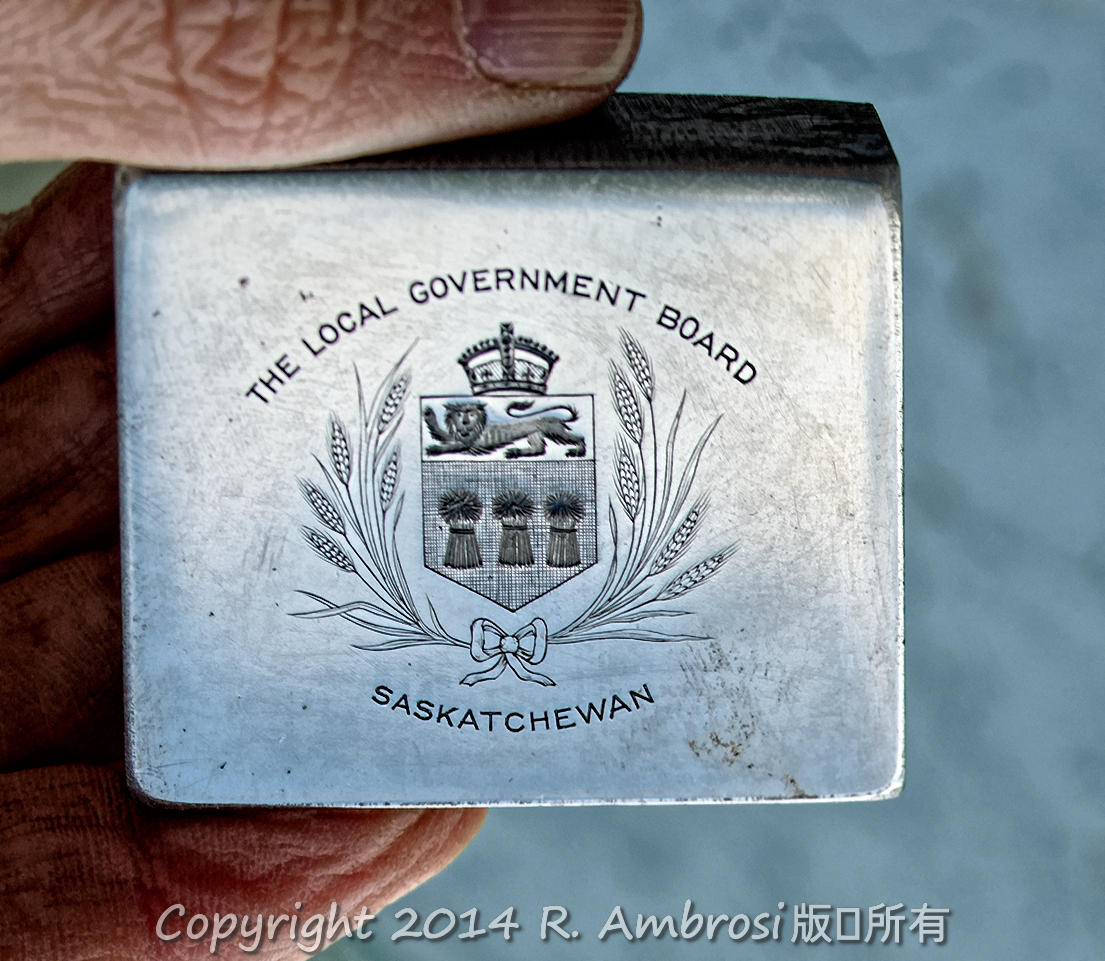 THE LOCAL GOVERNMENT BOARD
SASKATCHEWAN
Copyright 2014 R. Ambrosi 版□所有